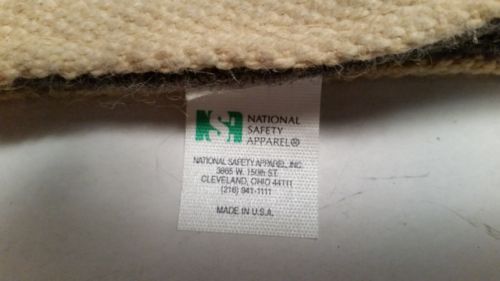 NSA NATIONAL
SAFETY
APPAREL®
NATIONAL SAFETY APPAREL, INC.
3865 W. 150th ST.
CLEVELAND, OHIO 44111
(216) 941-1111
MADE IN U.S.A.